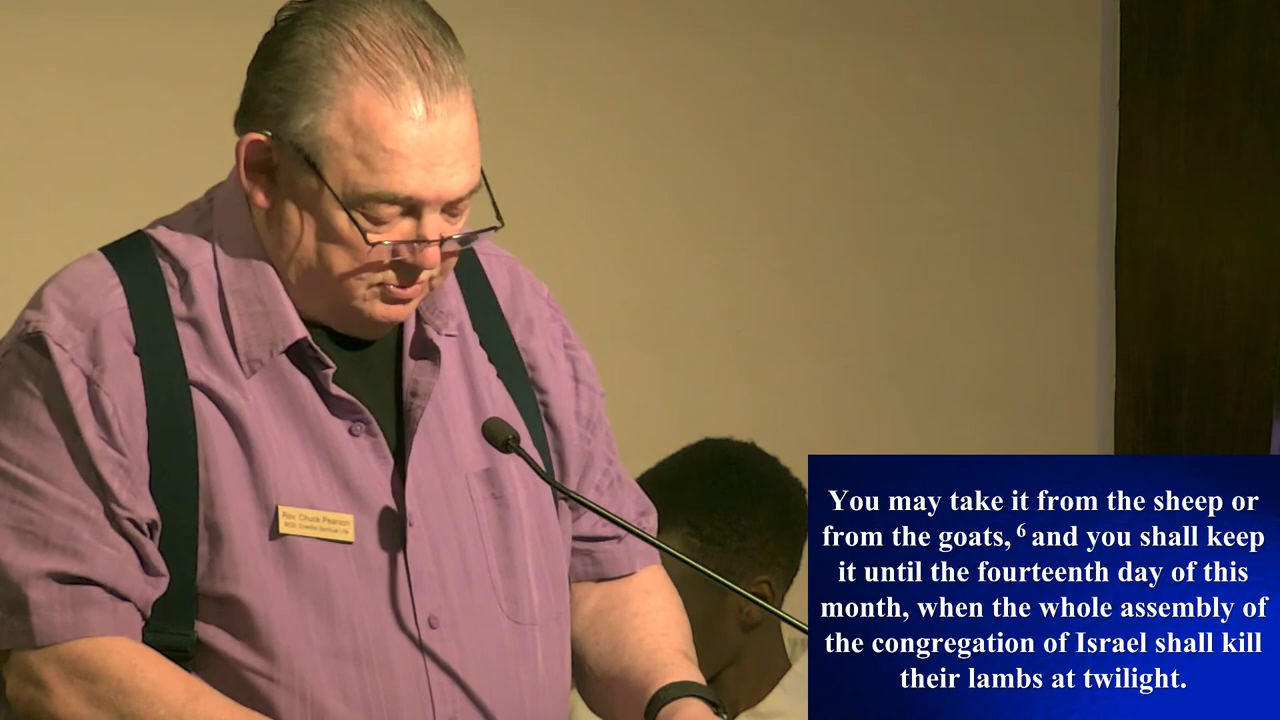 Rev. Chuck Pearson
You may take it from the sheep or
from the goats, 6 and you shall keep
it until the fourteenth day of this
month, when the whole assembly of
the congregation of Israel shall kill
their lambs at twilight.